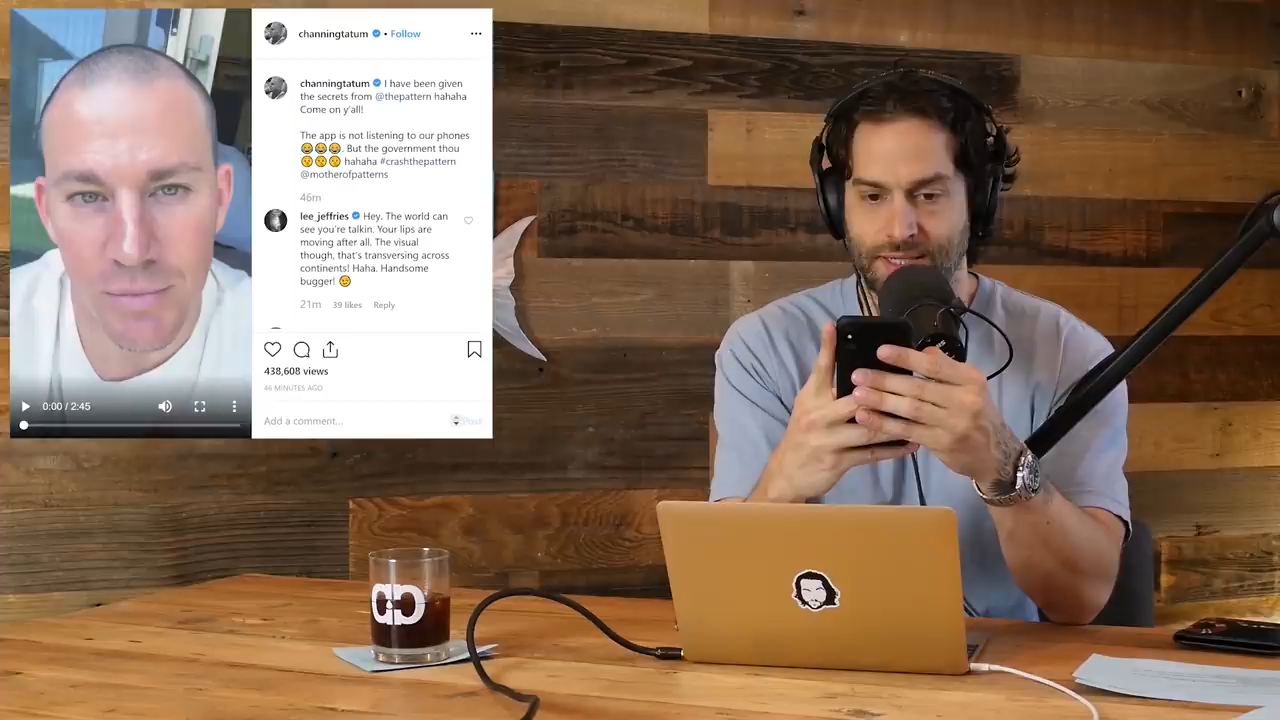 channingtatum • Follow
channingtatum I have been given
the secrets from @thepattern hahaha
Come on y'all!
The app is not listening to our phones
😂😂😂. But the government thou
😗😗😗 hahaha #crashthepattern
@motherofpatterns
46m
lee_jeffries Hey. The world can
see you're talkin. Your lips are
moving after all. The visual
though, that's transversing across
continents! Haha. Handsome
bugger! 😉
21m 39 likes Reply
438,608 views
46 MINUTES AGO
0:00 / 2:45
Add a comment... Post